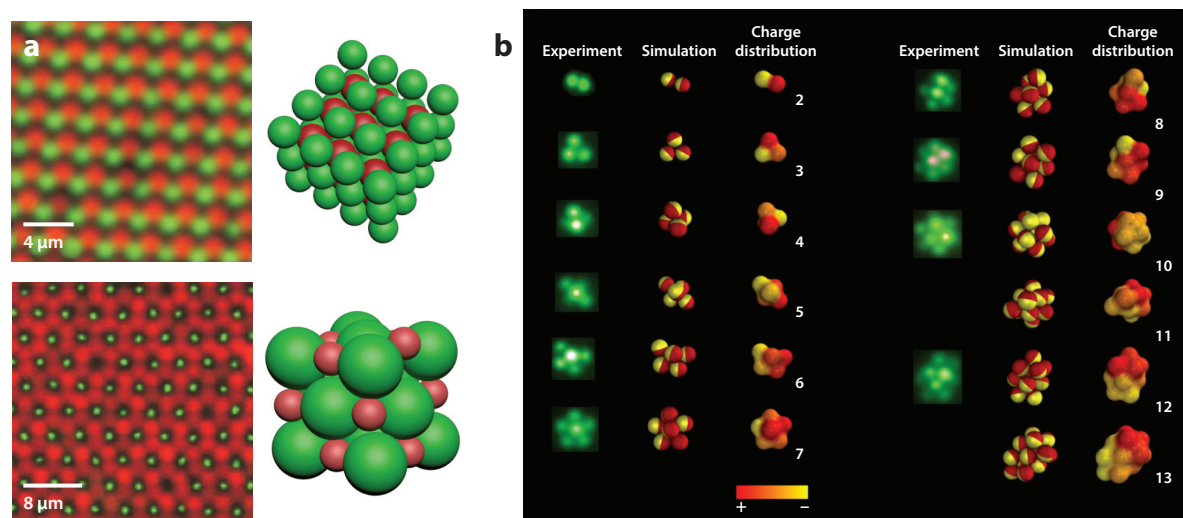 a
4 μm
8 μm
b
Experiment
Simulation
Charge
distribution
2
3
4
5
6
7
+
−
Experiment
Simulation
Charge
distribution
8
9
10
11
12
13